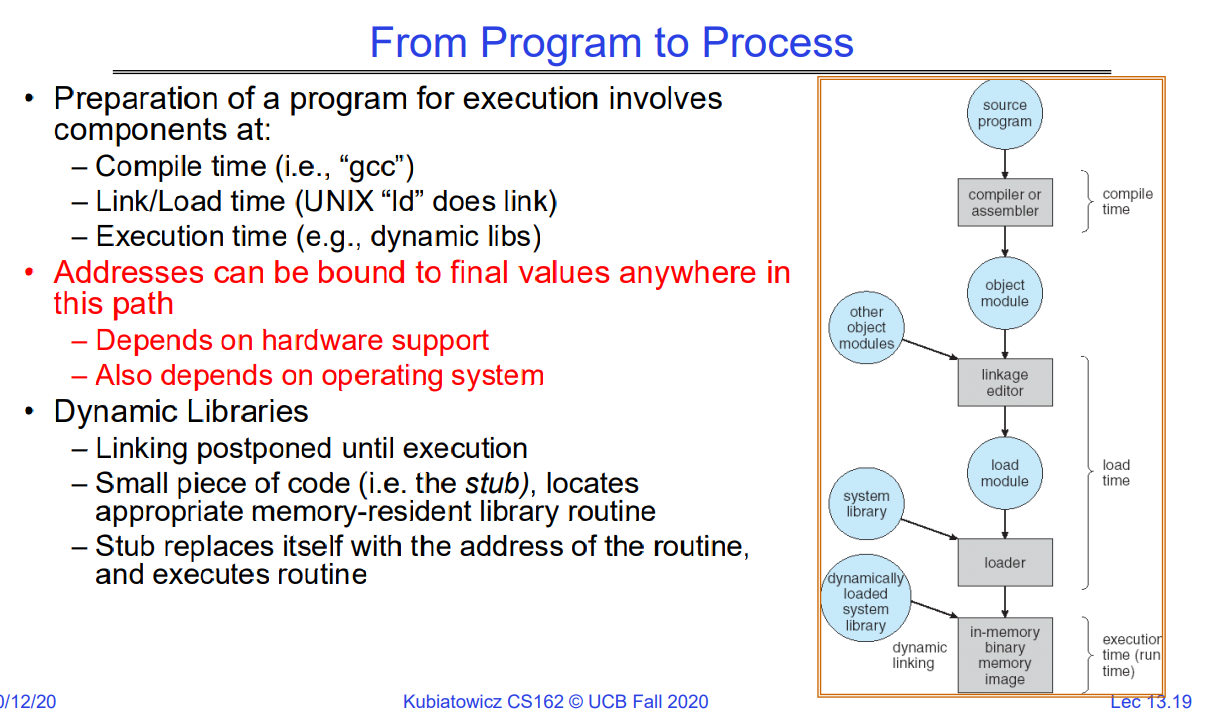 From Program to Process
• Preparation of a program for execution involves
components at:
– Compile time (i.e., “gcc”)
– Link/Load time (UNIX “ld” does link)
– Execution time (e.g., dynamic libs)
• Addresses can be bound to final values anywhere in
this path
– Depends on hardware support
– Also depends on operating system
• Dynamic Libraries
– Linking postponed until execution
– Small piece of code (i.e. the stub), locates
appropriate memory-resident library routine
– Stub replaces itself with the address of the routine,
and executes routine
source
program
compiler or
assembler
compile
time
object
module
other
object
modules
linkage
editor
load
module
load
time
system
library
loader
dynamically
loaded
system
library
dynamic
linking
in-memory
binary
memory
image
execution
time (run
time)
0/12/20
Kubiatowicz CS162 © UCB Fall 2020
Lec 13.19